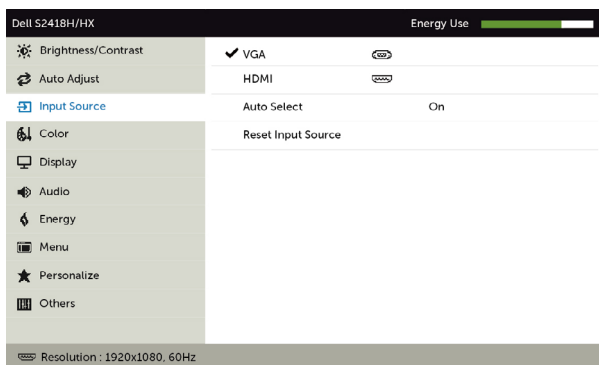 Dell S2418H/HX Energy Use
Brightness/Contrast
Auto Adjust
Input Source
Color
Display
Audio
Energy
Menu
Personalize
Others
VGA
HDMI
Auto Select On
Reset Input Source
Resolution : 1920x1080, 60Hz